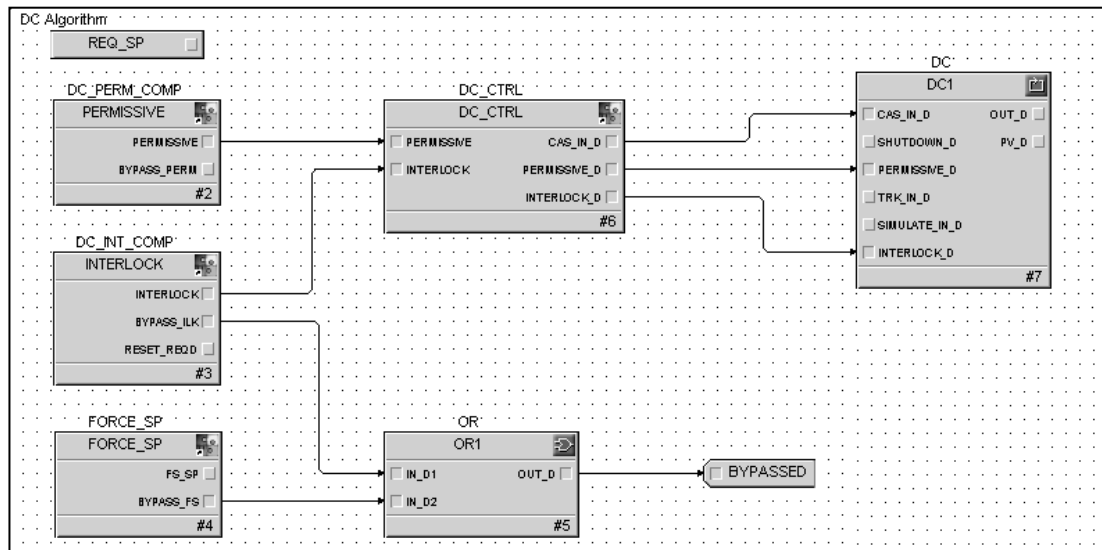 DC Algorithm
REQ_SP
DC_PERM_COMP
PERMISSIVE
PERMISSIVE
BYPASS_PERM
#2
DC_CTRL
DC_CTRL
PERMISSIVE CAS_IN_D
INTERLOCK PERMISSIVE_D
INTERLOCK_D
#6
DC
DC1
CAS_IN_D OUT_D
SHUTDOWN_D PV_D
PERMISSIVE_D
TRK_IN_D
SIMULATE_IN_D
INTERLOCK_D
#7
DC_INT_COMP
INTERLOCK
INTERLOCK
BYPASS_ILK
RESET_REQD
#3
FORCE_SP
FORCE_SP
FS_SP
BYPASS_FS
#4
OR
OR1
IN_D1 OUT_D
IN_D2
#5
BYPASSED